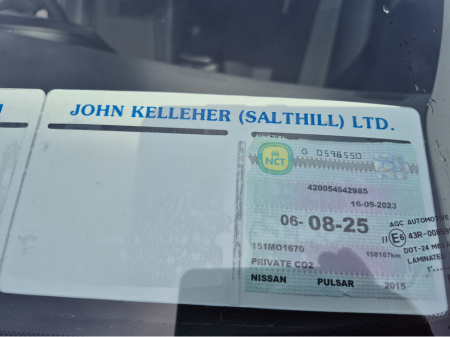 JOHN KELLEHER (SALTHILL) LTD.
G 0598550
NCT
420054542985
16-09-2023
06- 08-25
AGC AUTOMOTIVE
E6 43R-00
151MO1670
168107km
DOT-24
PRIVATE CO2
LAMINATED
NISSAN PULSAR 2015